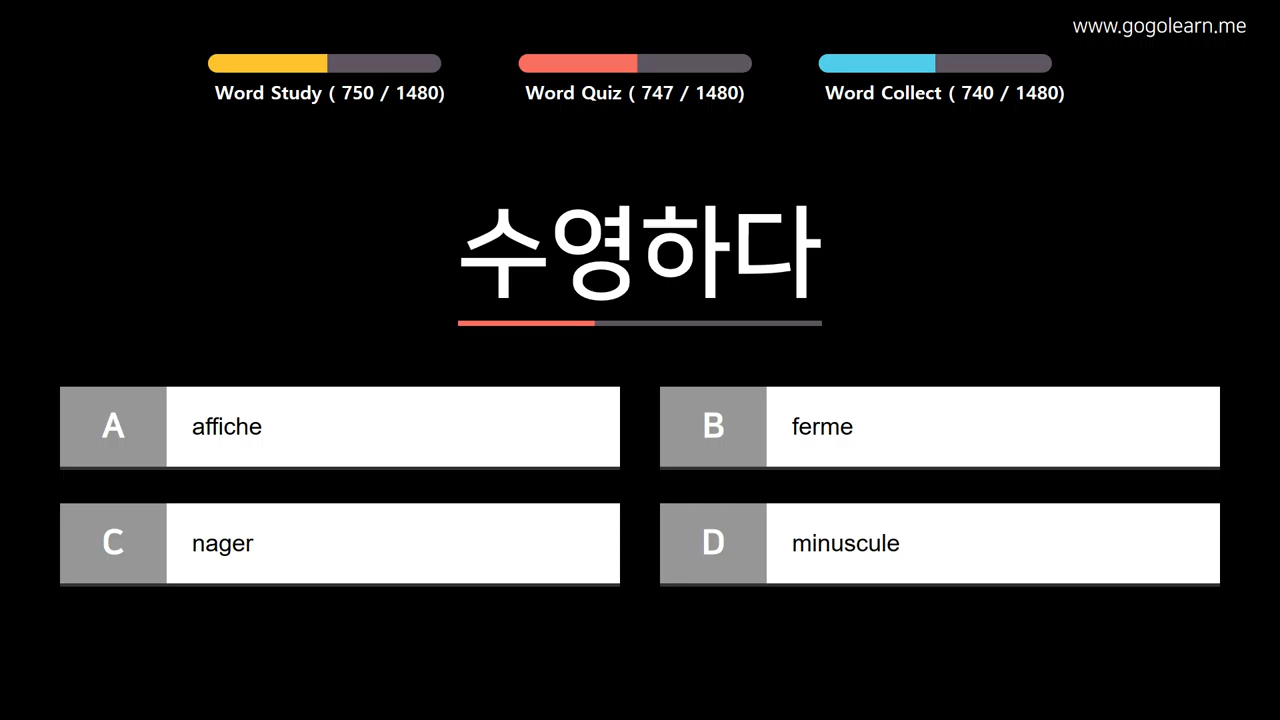 www.gogolearn.me
Word Study ( 750 / 1480)
Word Quiz ( 747 / 1480)
Word Collect ( 740 / 1480)
수영하다
A affiche
B ferme
C nager
D minuscule